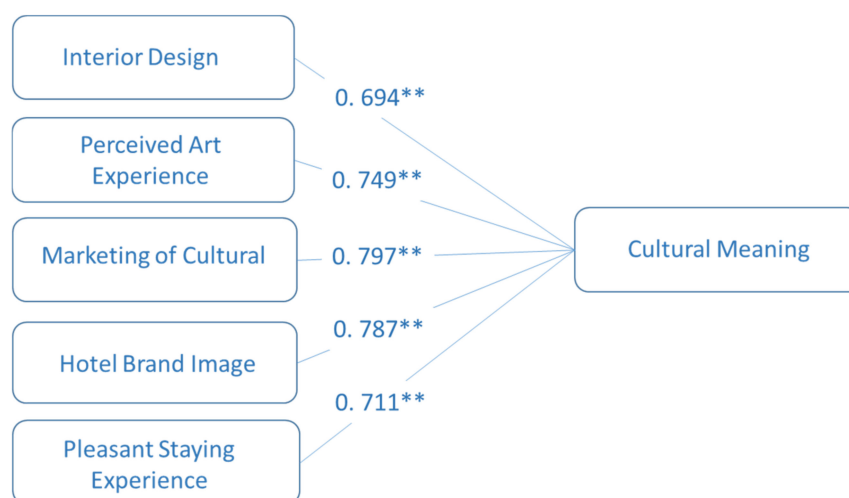 Interior Design
0. 694**
Perceived Art
Experience
0. 749**
Marketing of Cultural
0. 797**
Cultural Meaning
Hotel Brand Image
0. 787**
Pleasant Staying
Experience
0. 711**